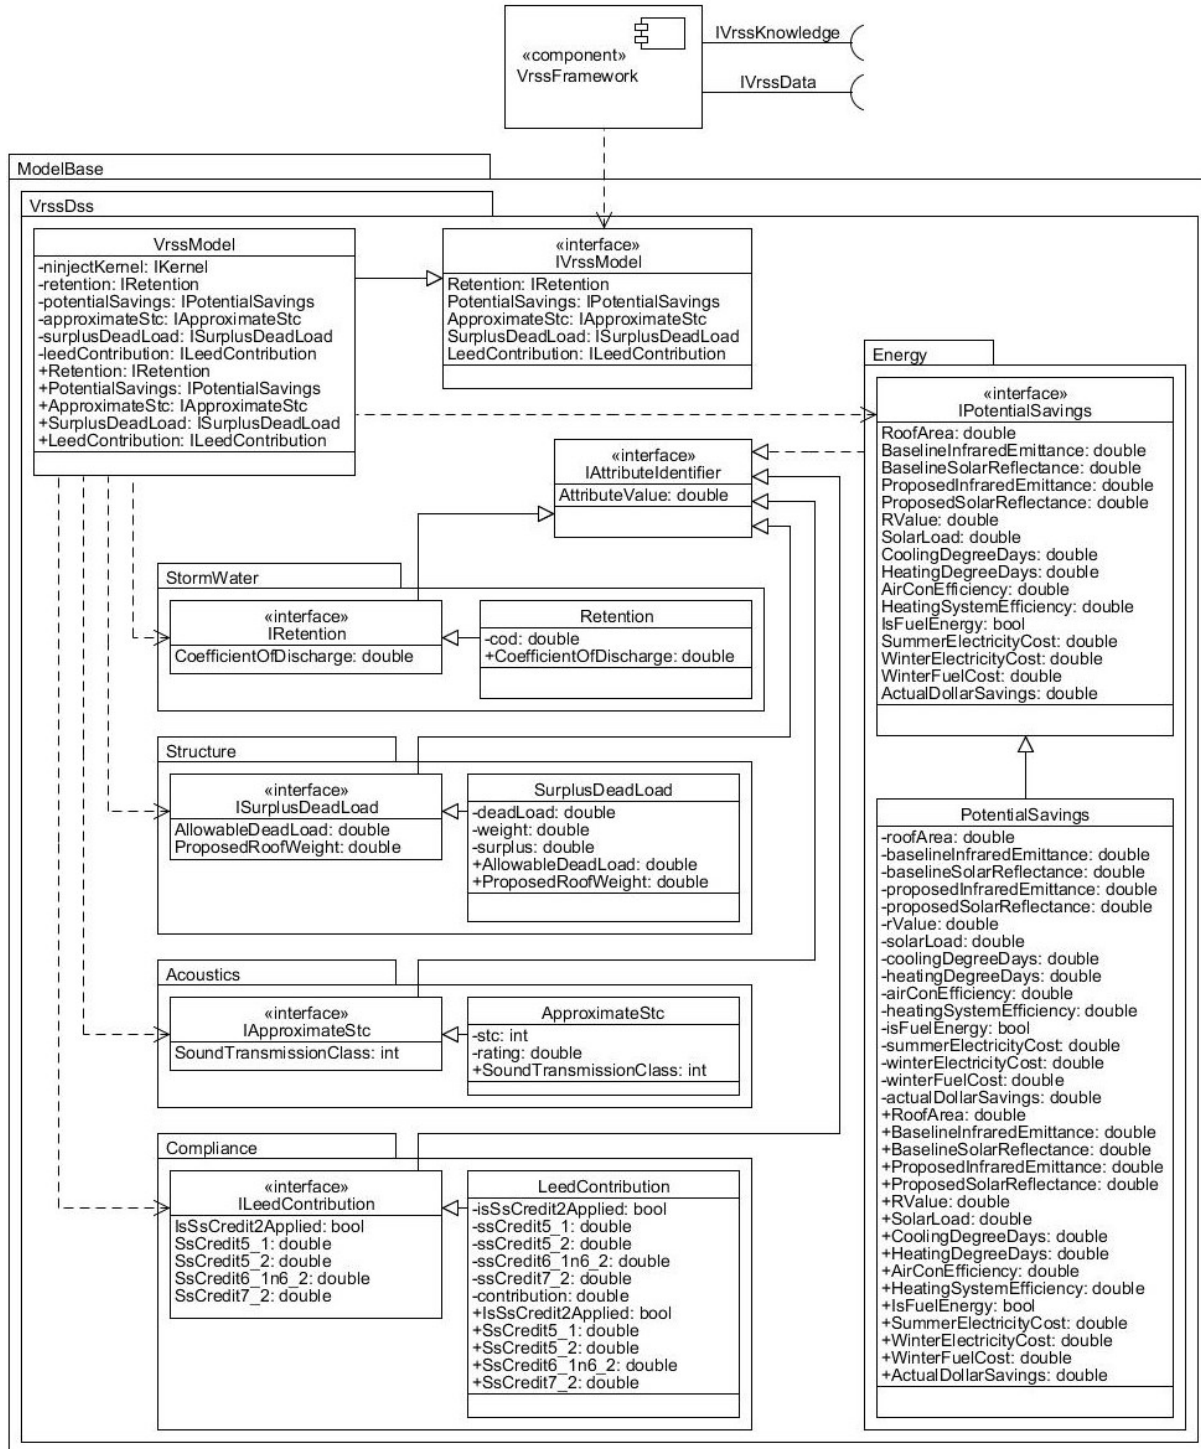 «component»
VrssFramework
IVrssKnowledge
IVrssData
ModelBase
VrssDss
VrssModel
-ninjectKernel: IKernel
-retention: IRetention
-potentialSavings: IPotentialSavings
-approximateStc: IApproximateStc
-surplusDeadLoad: ISurplusDeadLoad
-leedContribution: ILeedContribution
+Retention: IRetention
+PotentialSavings: IPotentialSavings
+ApproximateStc: IApproximateStc
+SurplusDeadLoad: ISurplusDeadLoad
+LeedContribution: ILeedContribution
«interface»
IVrssModel
Retention: IRetention
PotentialSavings: IPotentialSavings
ApproximateStc: IApproximateStc
SurplusDeadLoad: ISurplusDeadLoad
LeedContribution: ILeedContribution
«interface»
IAttributeIdentifier
AttributeValue: double
StormWater
«interface»
IRetention
CoefficientOfDischarge: double
Retention
-cod: double
+CoefficientOfDischarge: double
Structure
«interface»
ISurplusDeadLoad
AllowableDeadLoad: double
ProposedRoofWeight: double
SurplusDeadLoad
-deadLoad: double
-weight: double
-surplus: double
+AllowableDeadLoad: double
+ProposedRoofWeight: double
Acoustics
«interface»
IApproximateStc
SoundTransmissionClass: int
ApproximateStc
-stc: int
-rating: double
+SoundTransmissionClass: int
Compliance
«interface»
ILeedContribution
IsSsCredit2Applied: bool
SsCredit5_1: double
SsCredit5_2: double
SsCredit6_1n6_2: double
SsCredit7_2: double
LeedContribution
-isSsCredit2Applied: bool
-ssCredit5_1: double
-ssCredit5_2: double
-ssCredit6_1n6_2: double
-ssCredit7_2: double
-contribution: double
+IsSsCredit2Applied: bool
+SsCredit5_1: double
+SsCredit5_2: double
+SsCredit6_1n6_2: double
+SsCredit7_2: double
Energy
«interface»
IPotentialSavings
RoofArea: double
BaselineInfraredEmittance: double
BaselineSolarReflectance: double
ProposedInfraredEmittance: double
ProposedSolarReflectance: double
RValue: double
SolarLoad: double
CoolingDegreeDays: double
HeatingDegreeDays: double
AirConEfficiency: double
HeatingSystemEfficiency: double
IsFuelEnergy: bool
SummerElectricityCost: double
WinterElectricityCost: double
WinterFuelCost: double
ActualDollarSavings: double
PotentialSavings
-roofArea: double
-baselineInfraredEmittance: double
-baselineSolarReflectance: double
-proposedInfraredEmittance: double
-proposedSolarReflectance: double
-rValue: double
-solarLoad: double
-coolingDegreeDays: double
-heatingDegreeDays: double
-airConEfficiency: double
-heatingSystemEfficiency: double
-isFuelEnergy: bool
-summerElectricityCost: double
-winterElectricityCost: double
-winterFuelCost: double
-actualDollarSavings: double
+RoofArea: double
+BaselineInfraredEmittance: double
+BaselineSolarReflectance: double
+ProposedInfraredEmittance: double
+ProposedSolarReflectance: double
+RValue: double
+SolarLoad: double
+CoolingDegreeDays: double
+HeatingDegreeDays: double
+AirConEfficiency: double
+HeatingSystemEfficiency: double
+IsFuelEnergy: bool
+SummerElectricityCost: double
+WinterElectricityCost: double
+WinterFuelCost: double
+ActualDollarSavings: double